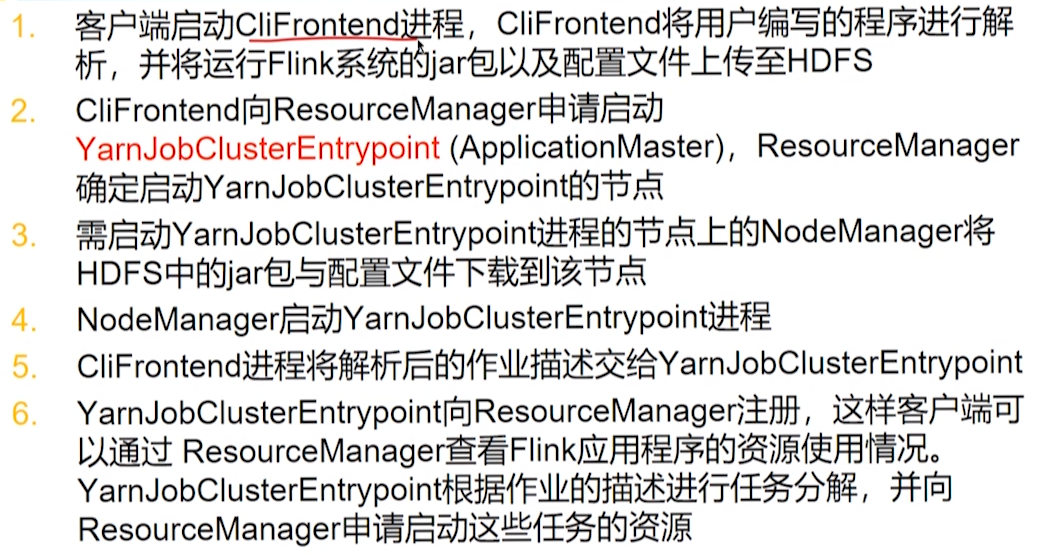 1. 客户端启动CliFrontend进程，CliFrontend将用户编写的程序进行解
析，并将运行Flink系统的jar包以及配置文件上传至HDFS
2. CliFrontend向ResourceManager申请启动
YarnJobClusterEntrypoint (ApplicationMaster)，ResourceManager
确定启动YarnJobClusterEntrypoint的节点
3. 需启动YarnJobClusterEntrypoint进程的节点上的NodeManager将
HDFS中的jar包与配置文件下载到该节点
4. NodeManager启动YarnJobClusterEntrypoint进程
5. CliFrontend进程将解析后的作业描述交给YarnJobClusterEntrypoint
6. YarnJobClusterEntrypoint向ResourceManager注册，这样客户端可
以通过 ResourceManager查看Flink应用程序的资源使用情况。
YarnJobClusterEntrypoint根据作业的描述进行任务分解，并向
ResourceManager申请启动这些任务的资源